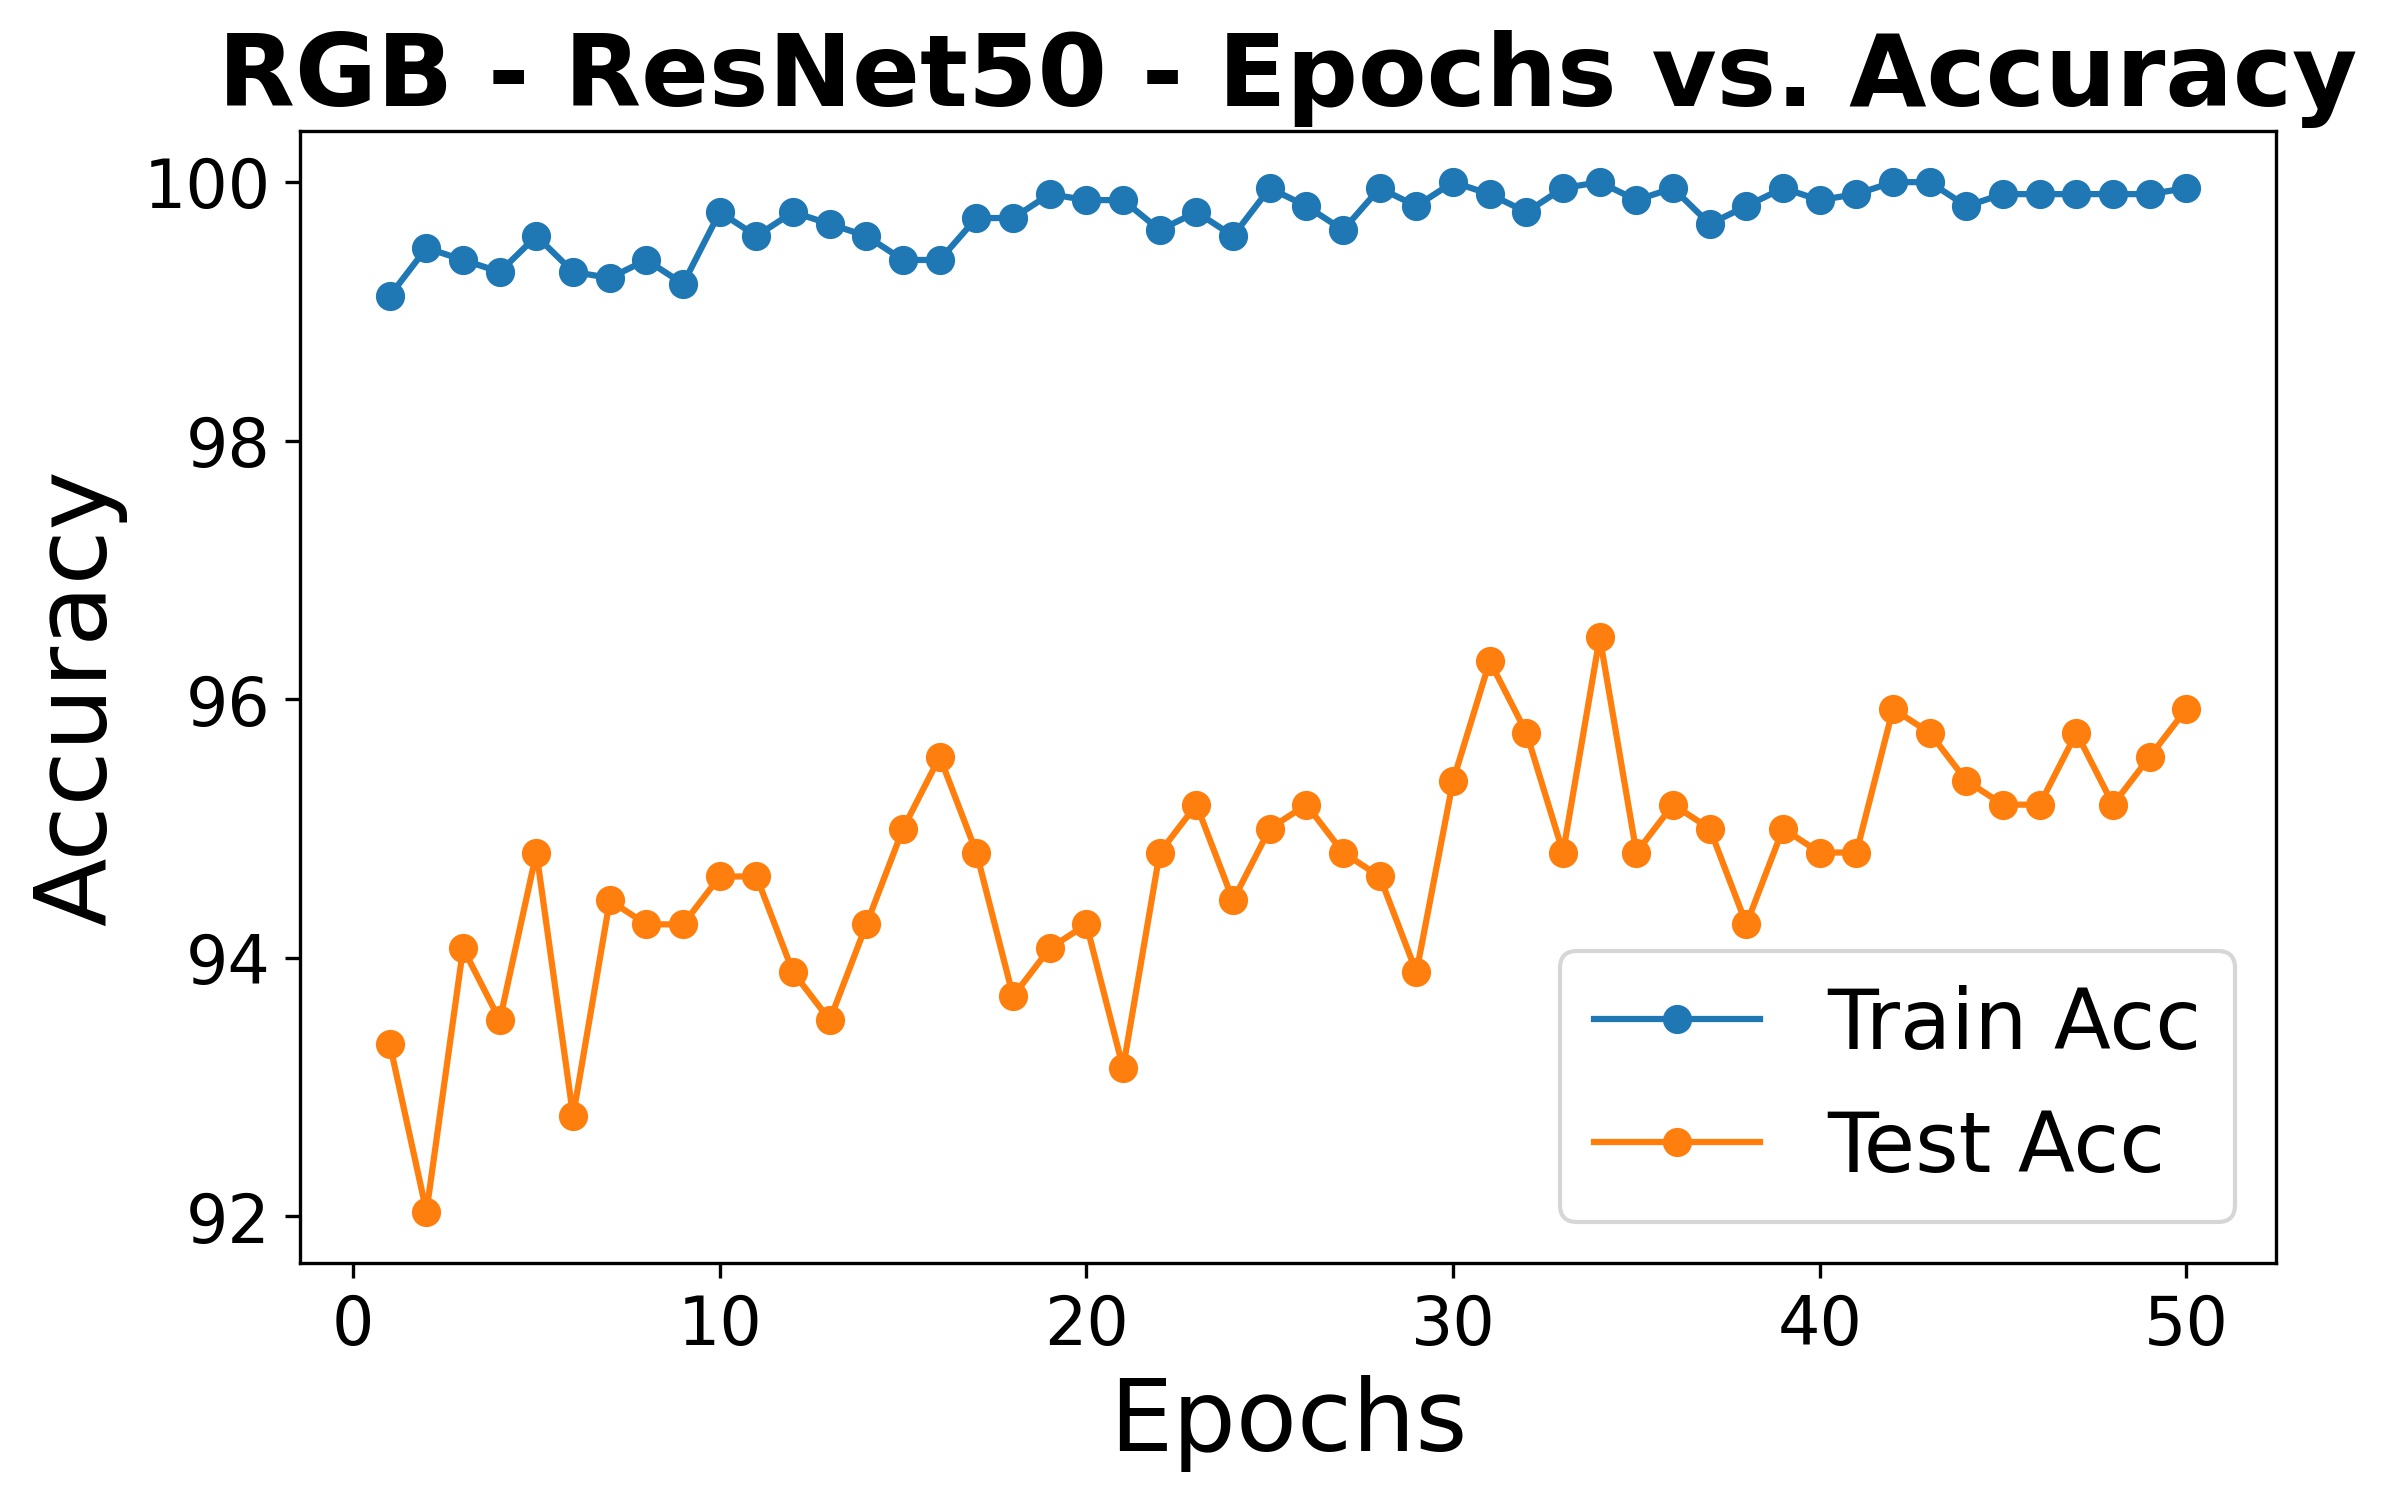 RGB - ResNet50 - Epochs vs. Accuracy
100
98
96
94
92
Accuracy
Train Acc
Test Acc
0 10 20 30 40 50
Epochs